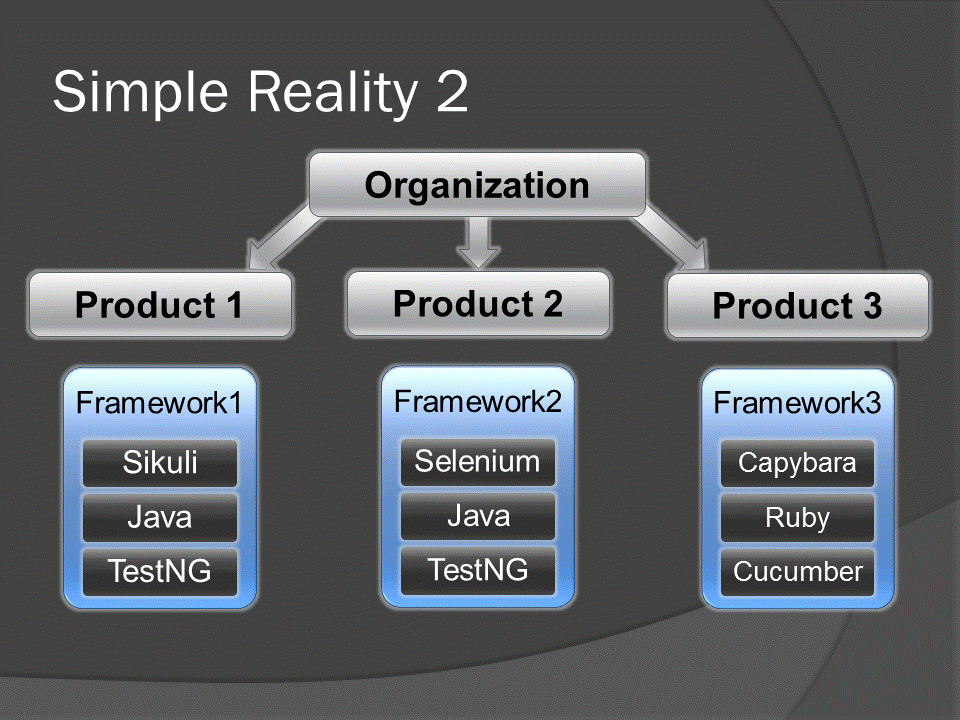 Simple Reality 2
Organization
Product 1
Product 2
Product 3
Framework1
Sikuli
Java
TestNG
Framework2
Selenium
Java
TestNG
Framework3
Capybara
Ruby
Cucumber